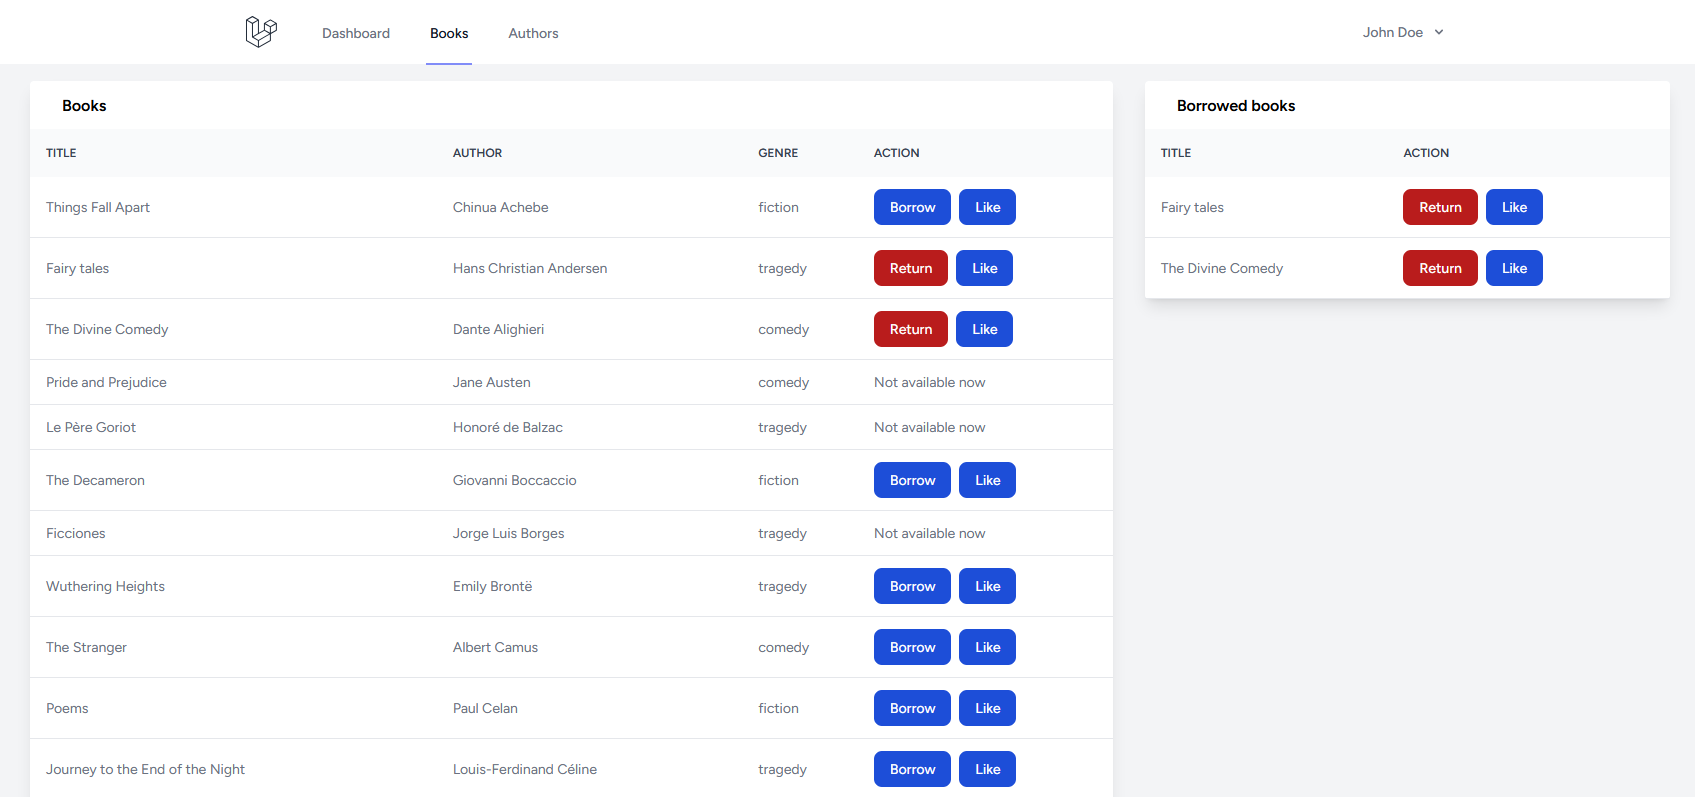 Dashboard Books Authors John Doe
Books
TITLE AUTHOR GENRE ACTION
Things Fall Apart Chinua Achebe fiction Borrow Like
Fairy tales Hans Christian Andersen tragedy Return Like
The Divine Comedy Dante Alighieri comedy Return Like
Pride and Prejudice Jane Austen comedy Not available now
Le Père Goriot Honoré de Balzac tragedy Not available now
The Decameron Giovanni Boccaccio fiction Borrow Like
Ficciones Jorge Luis Borges tragedy Not available now
Wuthering Heights Emily Brontë tragedy Borrow Like
The Stranger Albert Camus comedy Borrow Like
Poems Paul Celan fiction Borrow Like
Journey to the End of the Night Louis-Ferdinand Céline tragedy Borrow Like
Borrowed books
TITLE ACTION
Fairy tales Return Like
The Divine Comedy Return Like